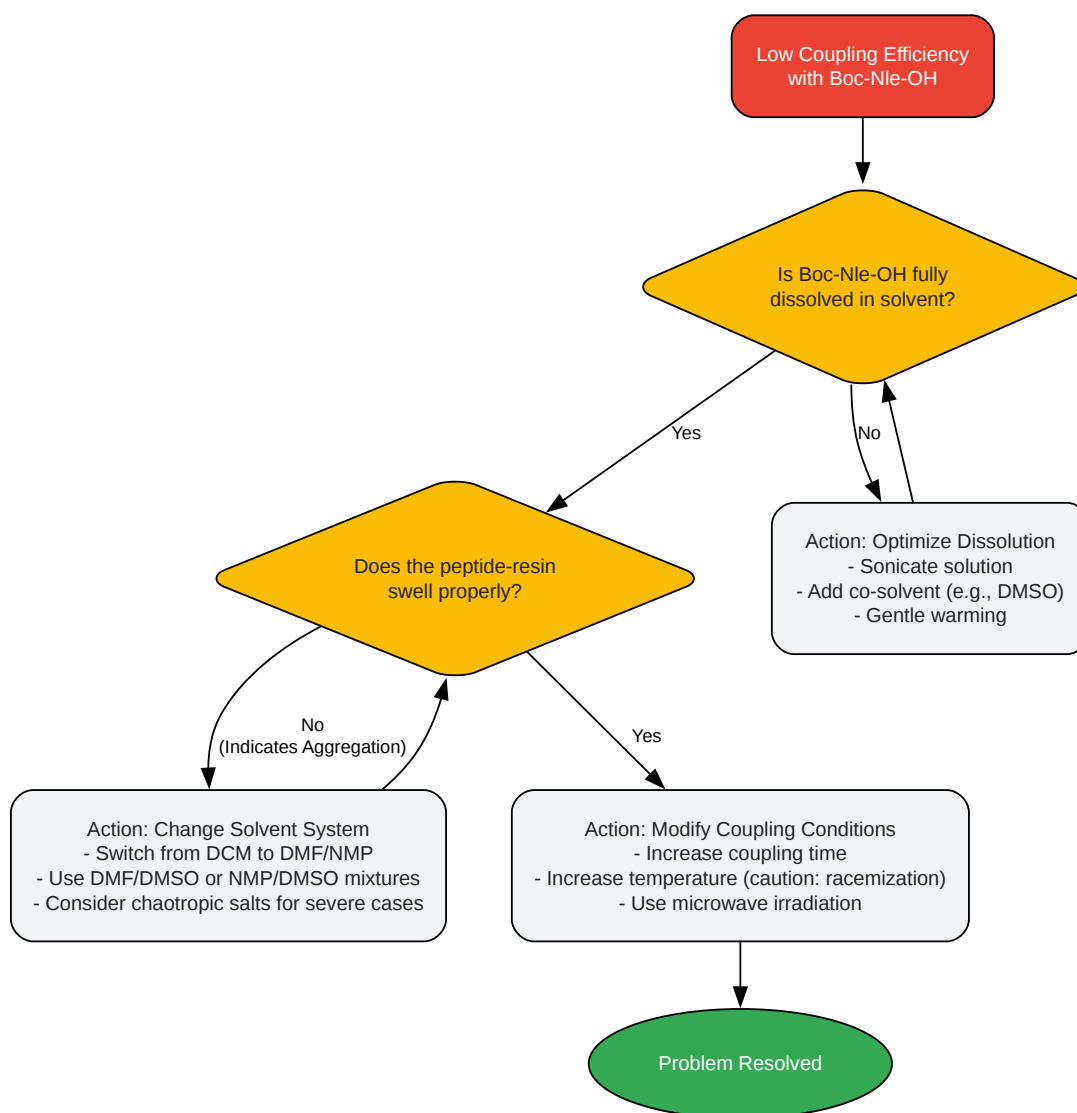 Low Coupling Efficiency
with Boc-Nle-OH
Is Boc-Nle-OH fully
dissolved in solvent?
Yes
No
Action: Optimize Dissolution
- Sonicate solution
- Add co-solvent (e.g., DMSO)
- Gentle warming
Does the peptide-resin
swell properly?
No
(Indicates Aggregation)
Yes
Action: Change Solvent System
- Switch from DCM to DMF/NMP
- Use DMF/DMSO or NMP/DMSO mixtures
- Consider chaotropic salts for severe cases
Action: Modify Coupling Conditions
- Increase coupling time
- Increase temperature (caution: racemization)
- Use microwave irradiation
Problem Resolved